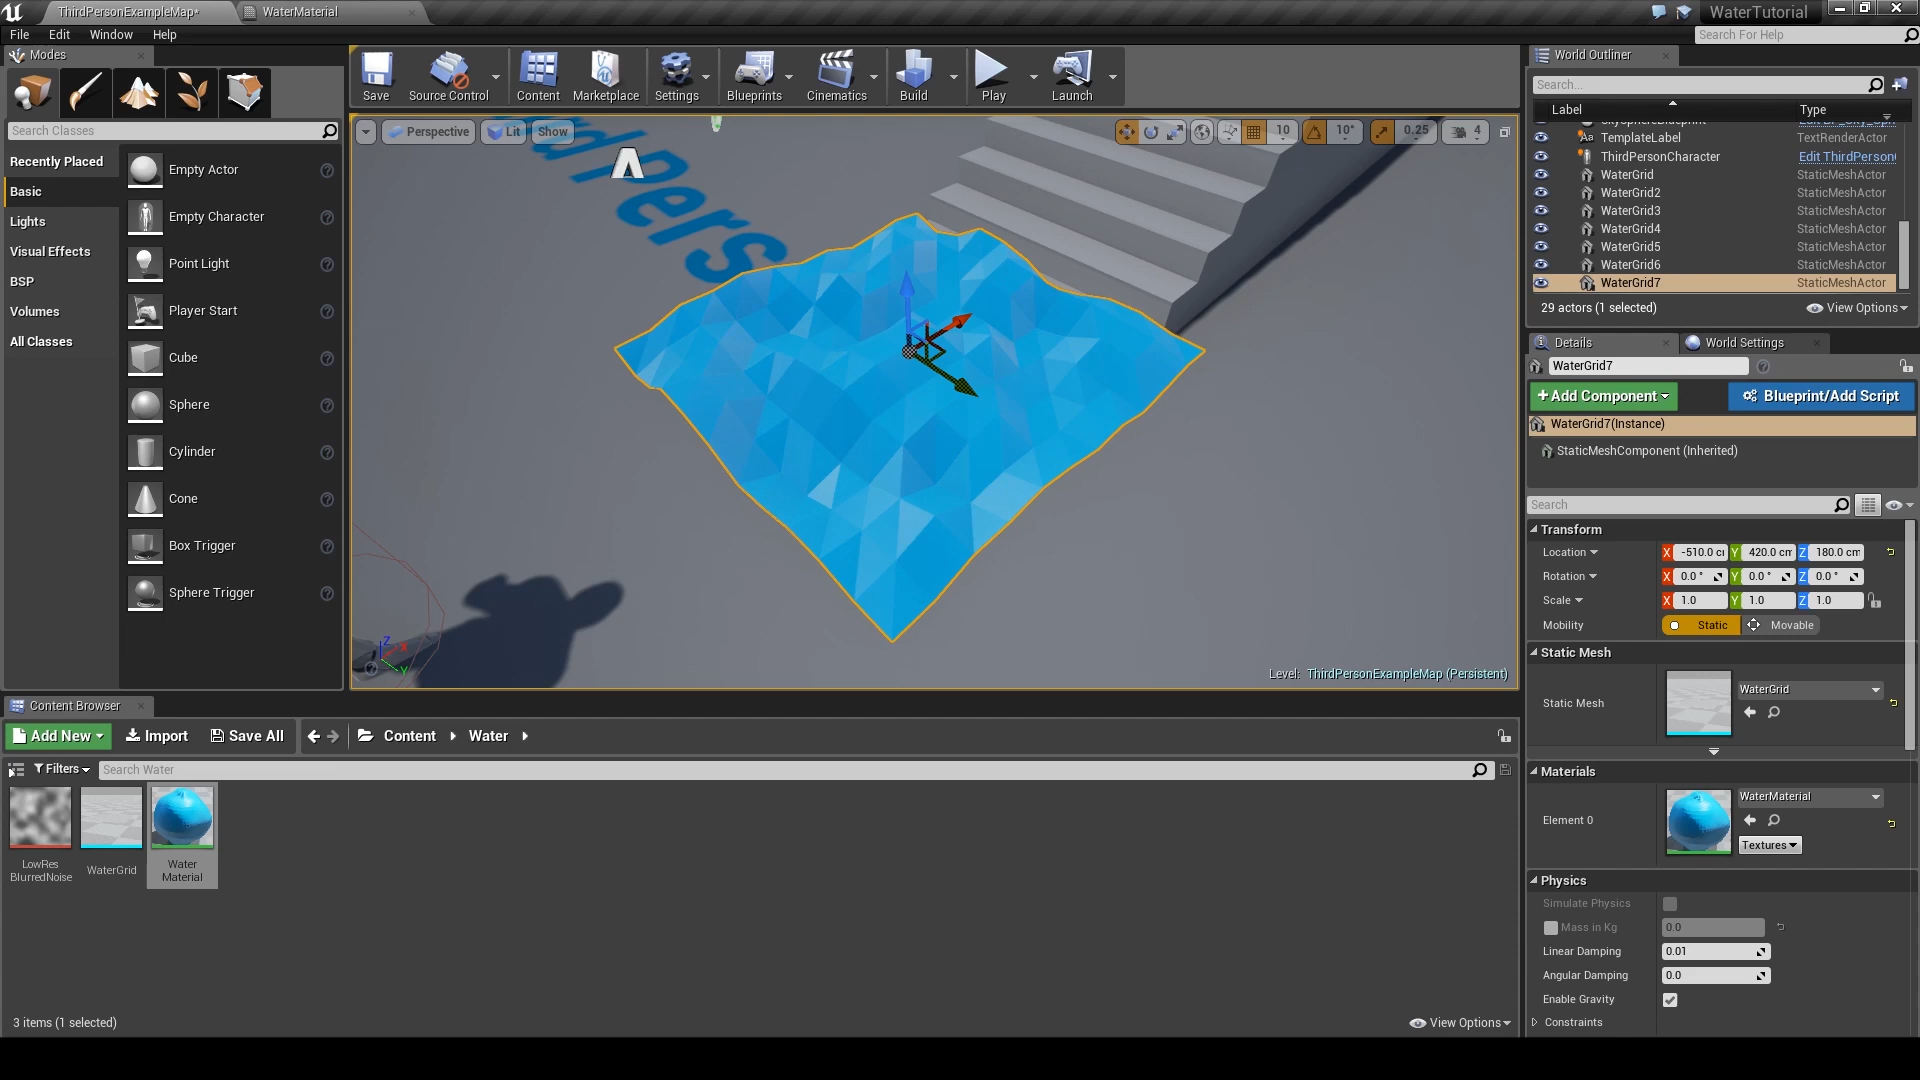 ThirdPersonExampleMap*
WaterMaterial
WaterTutorial
File Edit Window Help
Search For Help
Modes
Search Classes
Recently Placed
Basic
Lights
Visual Effects
BSP
Volumes
All Classes
Empty Actor
Empty Character
Point Light
Player Start
Cube
Sphere
Cylinder
Cone
Box Trigger
Sphere Trigger
Save
Source Control
Content
Marketplace
Settings
Blueprints
Cinematics
Build
Play
Launch
Perspective
Lit
Show
10
10°
0.25
4
d Pers
Z
X
Y
Level: ThirdPersonExampleMap (Persistent)
World Outliner
Search...
Label Type
TemplateLabel TextRenderActor
ThirdPersonCharacter Edit ThirdPerson
WaterGrid StaticMeshActor
WaterGrid2 StaticMeshActor
WaterGrid3 StaticMeshActor
WaterGrid4 StaticMeshActor
WaterGrid5 StaticMeshActor
WaterGrid6 StaticMeshActor
WaterGrid7 StaticMeshActor
29 actors (1 selected)
View Options
Details
World Settings
WaterGrid7
+Add Component
Blueprint/Add Script
WaterGrid7(Instance)
StaticMeshComponent (Inherited)
Search
Transform
Location X -510.0 cm Y 420.0 cm Z 180.0 cm
Rotation X 0.0 ° Y 0.0 ° Z 0.0 °
Scale X 1.0 Y 1.0 Z 1.0
Mobility Static Movable
Static Mesh
Static Mesh
WaterGrid
Materials
Element 0
WaterMaterial
Textures
Physics
Simulate Physics
Mass in Kg 0.0
Linear Damping 0.01
Angular Damping 0.0
Enable Gravity
Constraints
Content Browser
Add New
Import
Save All
Content
Water
Filters
Search Water
LowRes
BlurredNoise
WaterGrid
Water
Material
3 items (1 selected)
View Options